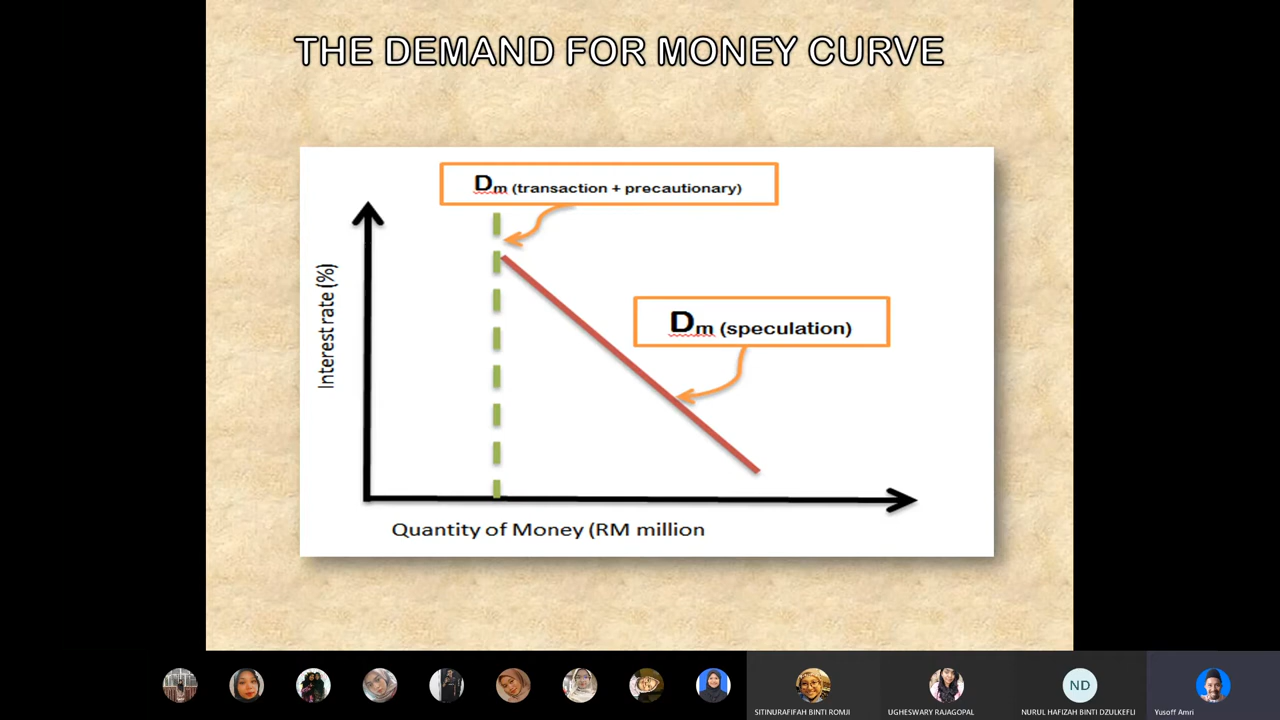 THE DEMAND FOR MONEY CURVE
Dm (transaction + precautionary)
Dm (speculation)
Interest rate (%)
Quantity of Money (RM million
SITINURAFIFAH BINTI ROMJI
UGHESWARY RAJAGOPAL
ND
NURUL HAFIZAH BINTI DZULKEFLI
Yusoff Amri